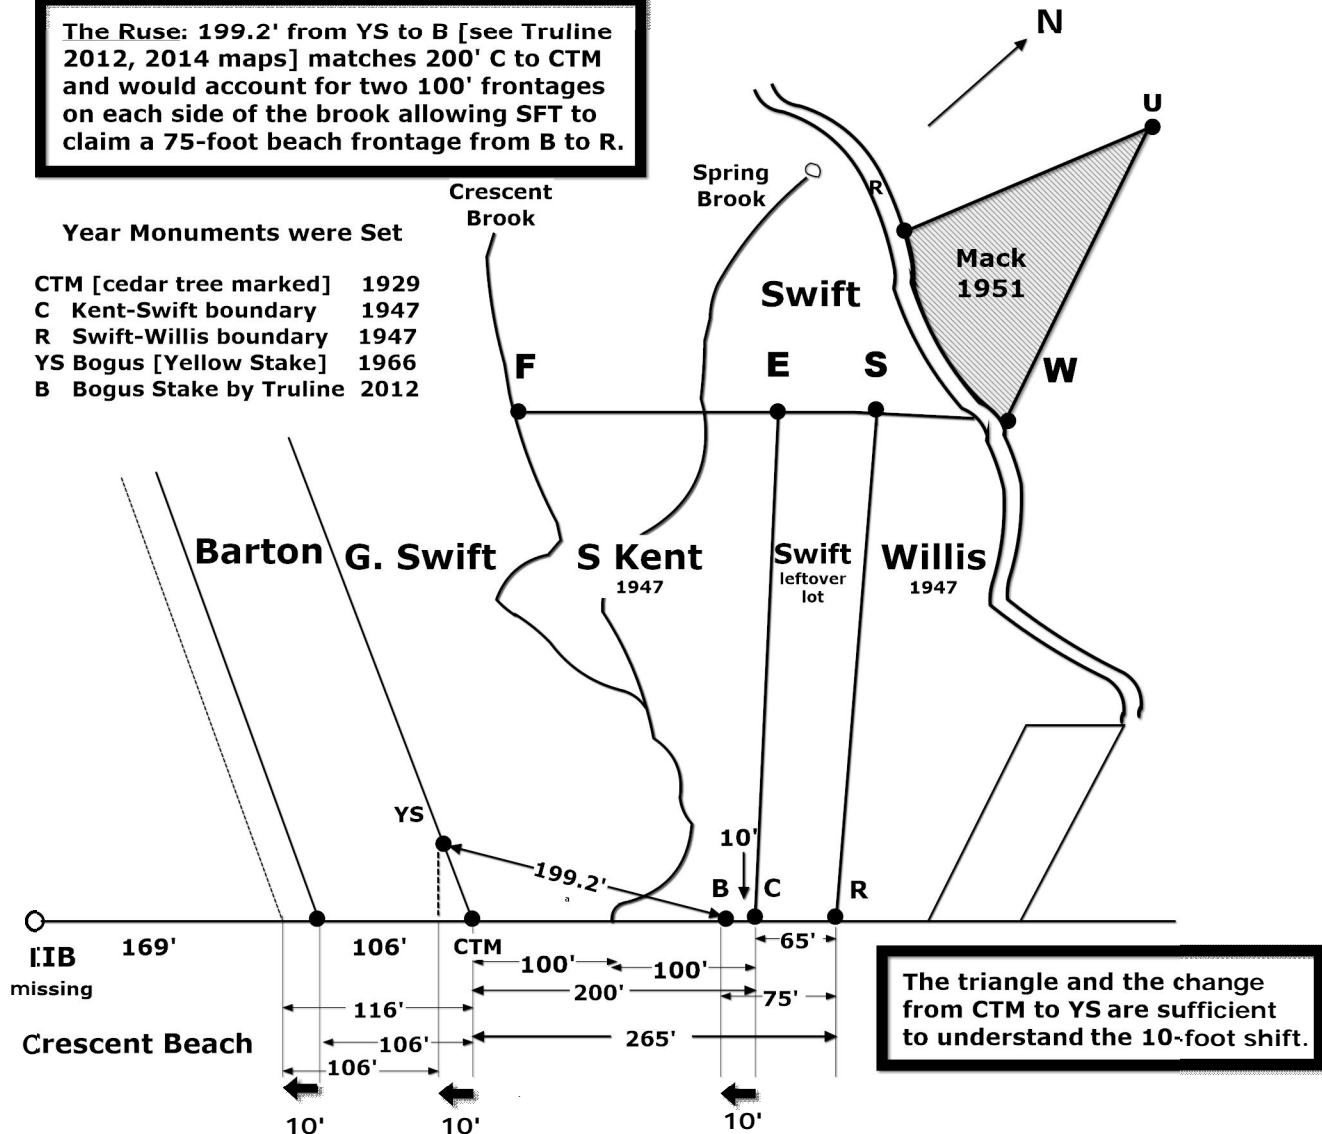 The Ruse: 199.2' from YS to B [see Truline
2012, 2014 maps] matches 200' C to CTM
and would account for two 100' frontages
on each side of the brook allowing SFT to
claim a 75-foot beach frontage from B to R.
N
U
Crescent
Brook
Spring
Brook
R
Year Monuments were Set
CTM [cedar tree marked] 1929
C Kent-Swift boundary 1947
R Swift-Willis boundary 1947
YS Bogus [Yellow Stake] 1966
B Bogus Stake by Truline 2012
Mack
1951
Swift
F
E
S
W
Barton
G. Swift
S Kent
1947
Swift
leftover
lot
Willis
1947
YS
199.2'
a
10'
B
C
R
169'
106'
CTM
65'
IIB
missing
100'
100'
200'
75'
116'
Crescent Beach
106'
265'
106'
10'
10'
10'
The triangle and the change
from CTM to YS are sufficient
to understand the 10-foot shift.